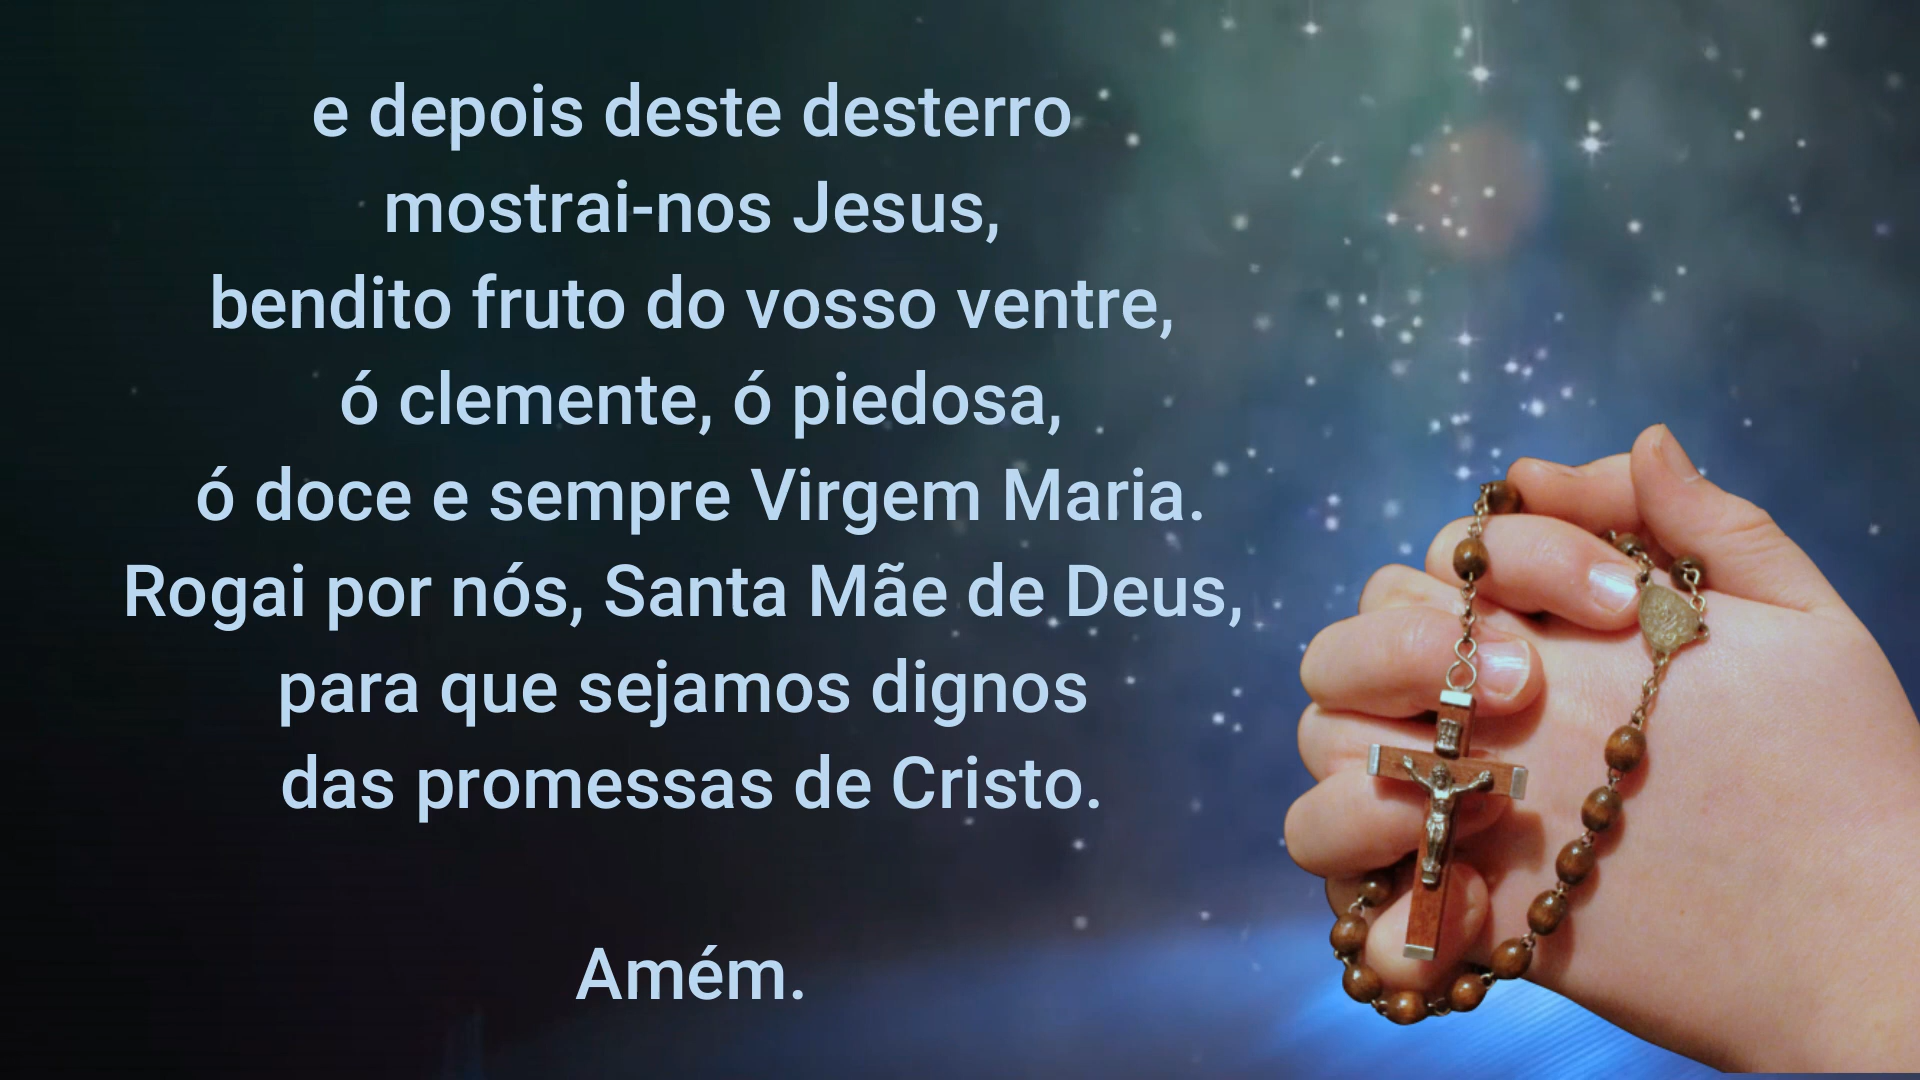 e depois deste desterro
mostrai-nos Jesus,
bendito fruto do vosso ventre,
ó clemente, ó piedosa,
ó doce e sempre Virgem Maria.
Rogai por nós, Santa Mãe de Deus,
para que sejamos dignos
das promessas de Cristo.
Amém.